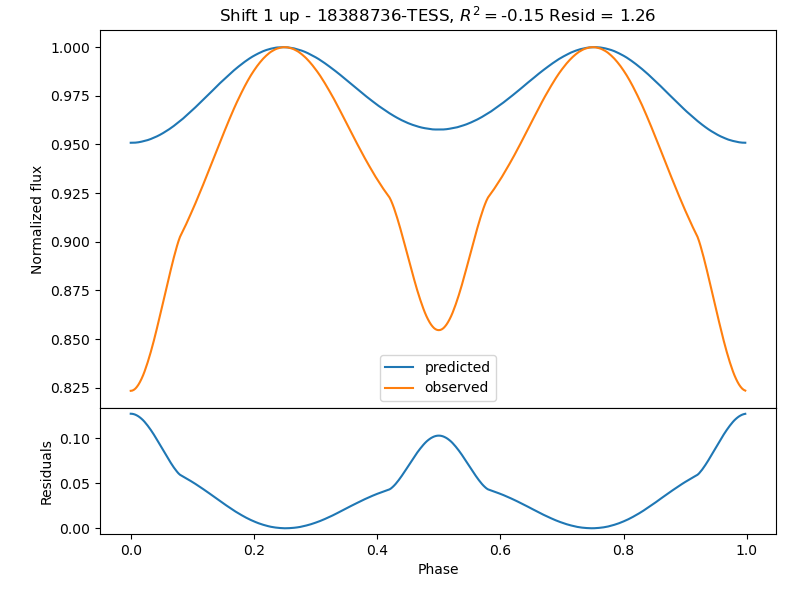 Shift 1 up - 18388736-TESS, R² = -0.15 Resid = 1.26
1.000
0.975
0.950
0.925
0.900
0.875
0.850
0.825
Normalized flux
predicted
observed
0.10
0.05
0.00
Residuals
0.0 0.2 0.4 0.6 0.8 1.0
Phase